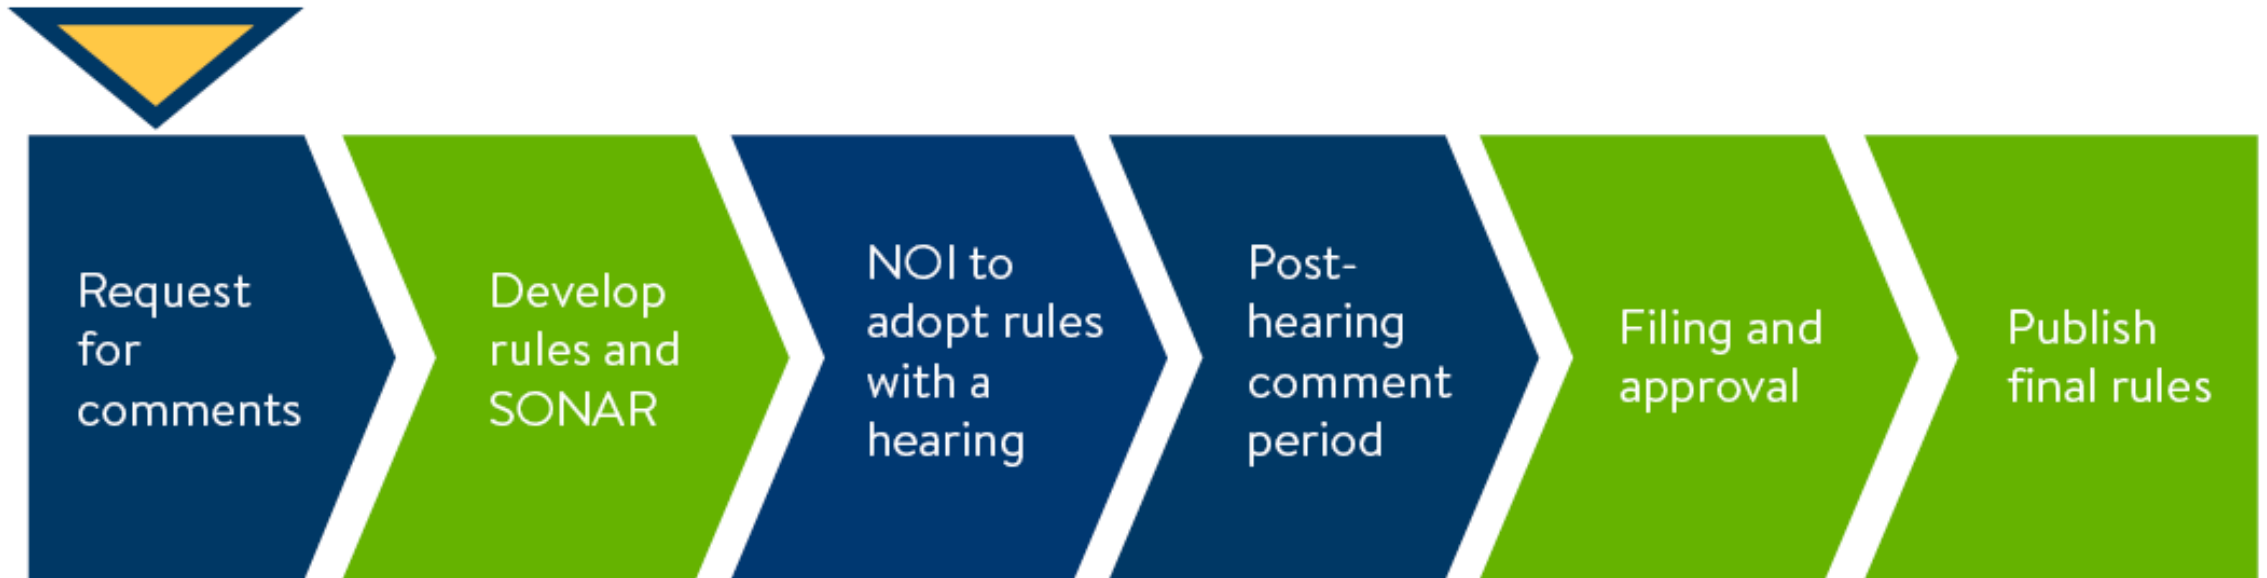 Request
for
comments
Develop
rules and
SONAR
NOI to
adopt rules
with a
hearing
Post-
hearing
comment
period
Filing and
approval
Publish
final rules